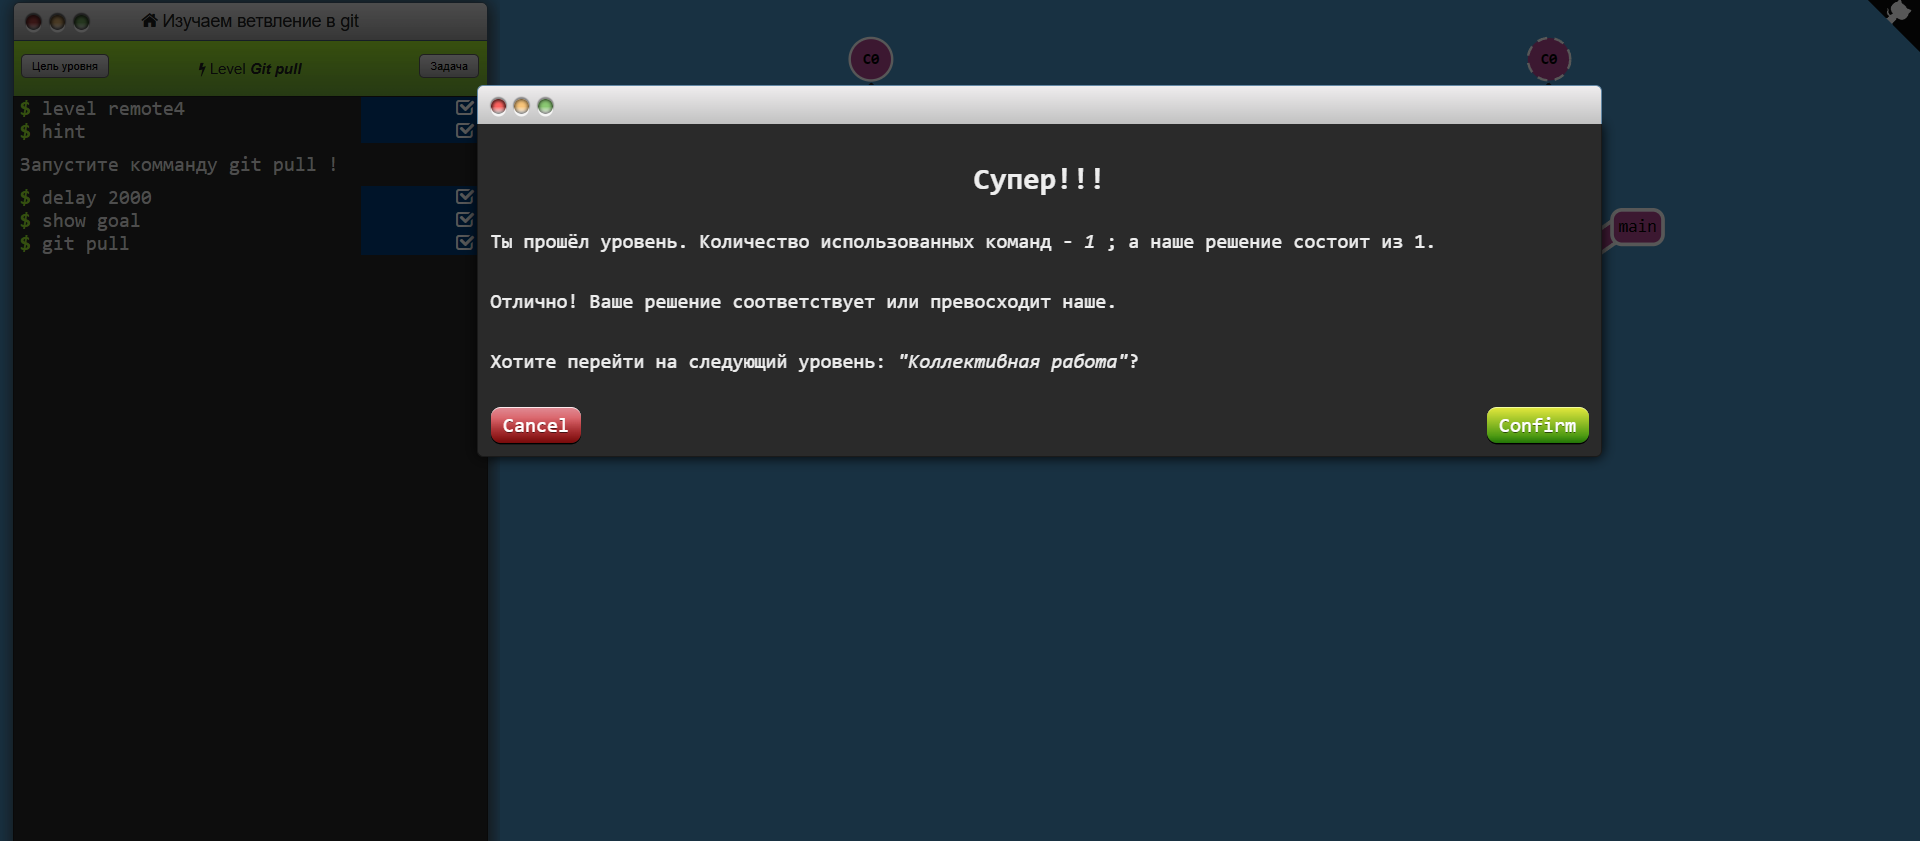 Изучаем ветвление в git
Цель уровня
Level Git pull
Задача
$ level remote4
$ hint
Запустите комманду git pull !
$ delay 2000
$ show goal
$ git pull
C0
C0
main
Супер!!!
Ты прошёл уровень. Количество использованных команд - 1 ; а наше решение состоит из 1.
Отлично! Ваше решение соответствует или превосходит наше.
Хотите перейти на следующий уровень: "Коллективная работа"?
Cancel
Confirm